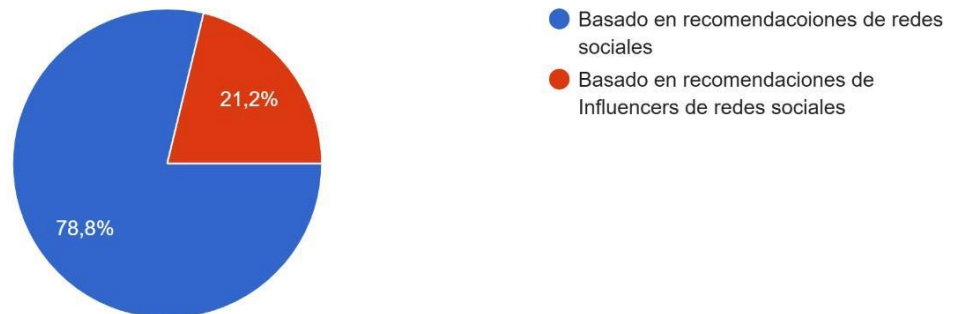 Basado en recomendacoiones de redes
sociales
Basado en recomendaciones de
Influencers de redes sociales
21,2%
78,8%